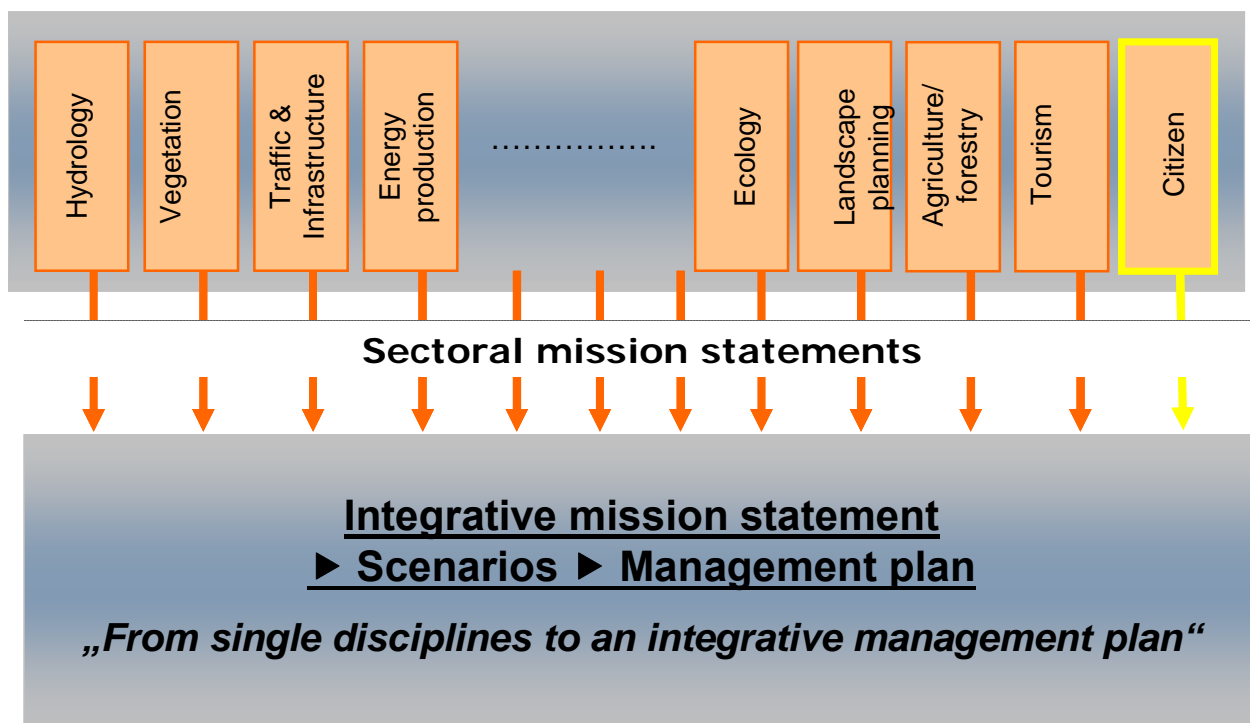 Hydrology
Vegetation
Traffic &
Infrastructure
Energy
production
................
Ecology
Landscape
planning
Agriculture/
forestry
Tourism
Citizen
Sectoral mission statements
Integrative mission statement
► Scenarios ► Management plan
„From single disciplines to an integrative management plan“